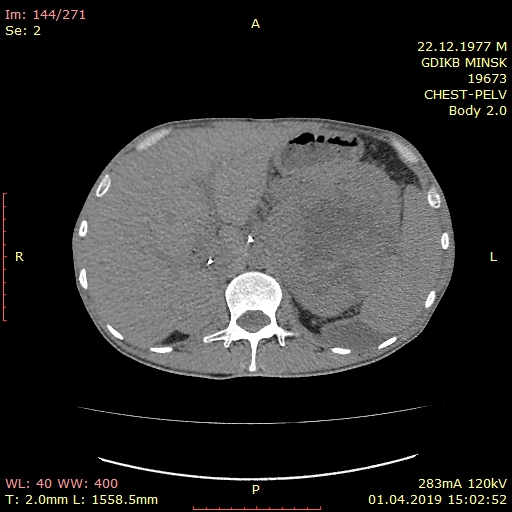 Im: 144/271
Se: 2
A
22.12.1977 M
GDIKB MINSK
19673
CHEST-PELV
Body 2.0
R
L
WL: 40 WW: 400
T: 2.0mm L: 1558.5mm
P
283mA 120kV
01.04.2019 15:02:52